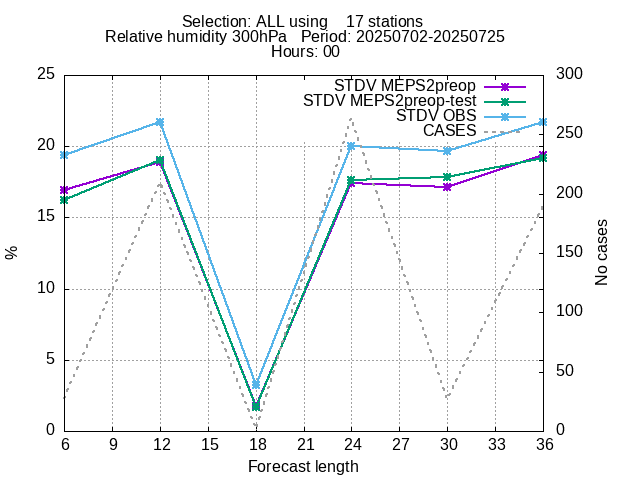 Selection: ALL using    17 stations
Relative humidity 300hPa   Period: 20250702-20250725
Hours: 00
STDV MEPS2preop
STDV MEPS2preop-test
STDV OBS
CASES
25
20
15
10
5
0
%
300
250
200
150
100
50
0
No cases
6 9 12 15 18 21 24 27 30 33 36
Forecast length